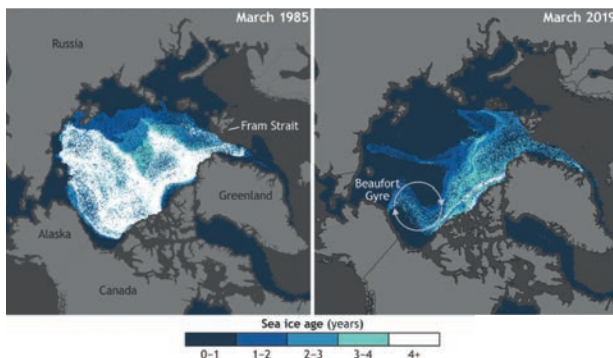 March 1985
Russia
Fram Strait
Greenland
Alaska
Canada
March 2019
Beaufort
Gyre
Sea ice age (years)
0–1 1–2 2–3 3–4 4+